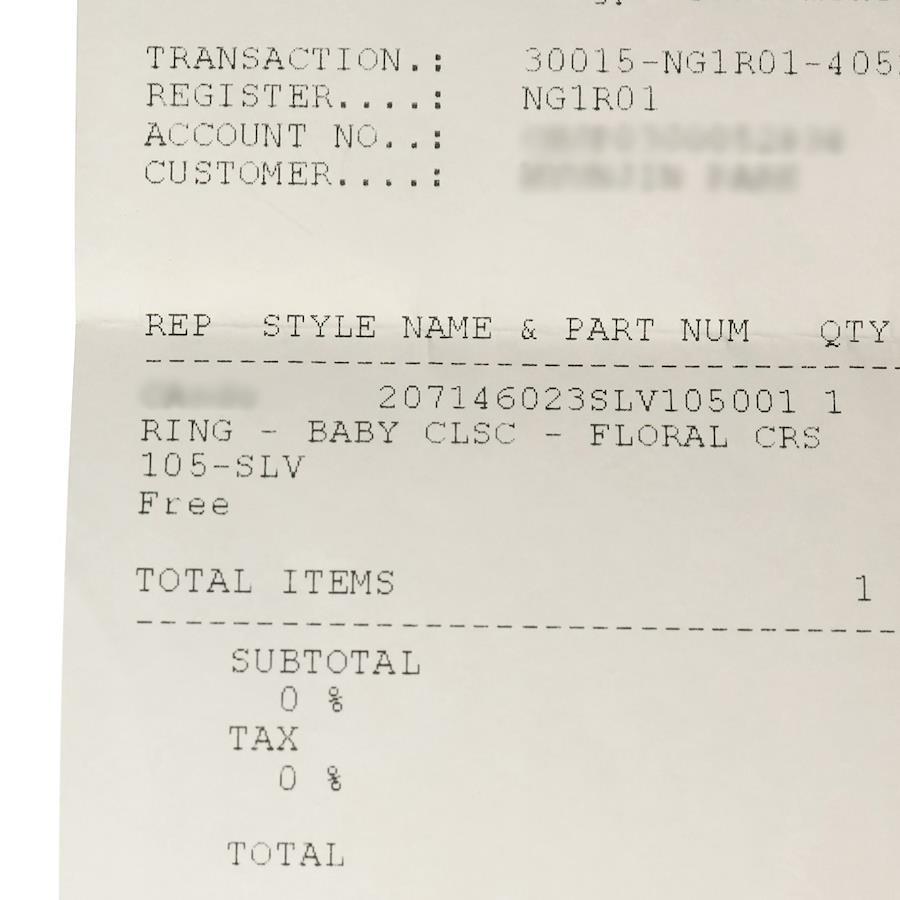 TRANSACTION.: 30015-NG1R01-405
REGISTER....: NG1R01
ACCOUNT NO..:
CUSTOMER....:
REP STYLE NAME & PART NUM QTY
207146023SLV105001 1
RING - BABY CLSC - FLORAL CRS
105-SLV
Free
TOTAL ITEMS 1
SUBTOTAL
0 %
TAX
0 %
TOTAL